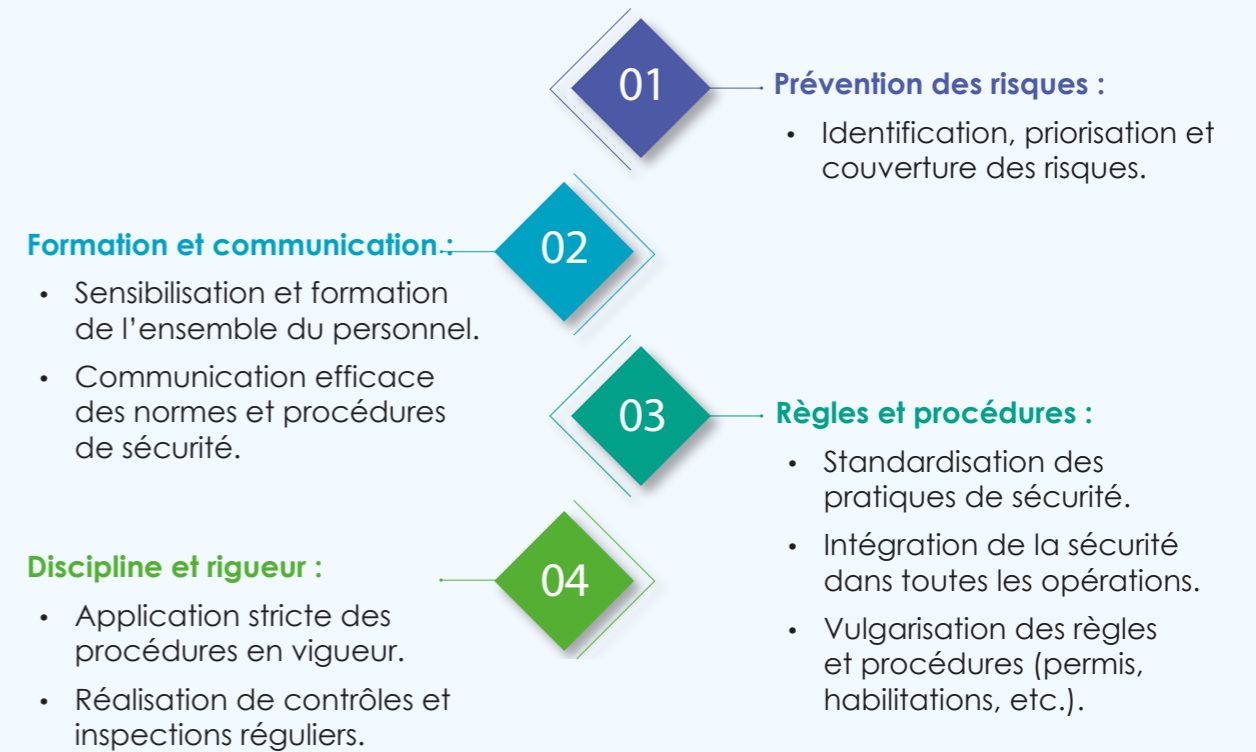 01
Prévention des risques :
• Identification, priorisation et
couverture des risques.
02
Formation et communication :
• Sensibilisation et formation
de l’ensemble du personnel.
• Communication efficace
des normes et procédures
de sécurité.
03
Règles et procédures :
• Standardisation des
pratiques de sécurité.
• Intégration de la sécurité
dans toutes les opérations.
• Vulgarisation des règles
et procédures (permis,
habilitations, etc.).
04
Discipline et rigueur :
• Application stricte des
procédures en vigueur.
• Réalisation de contrôles et
inspections réguliers.